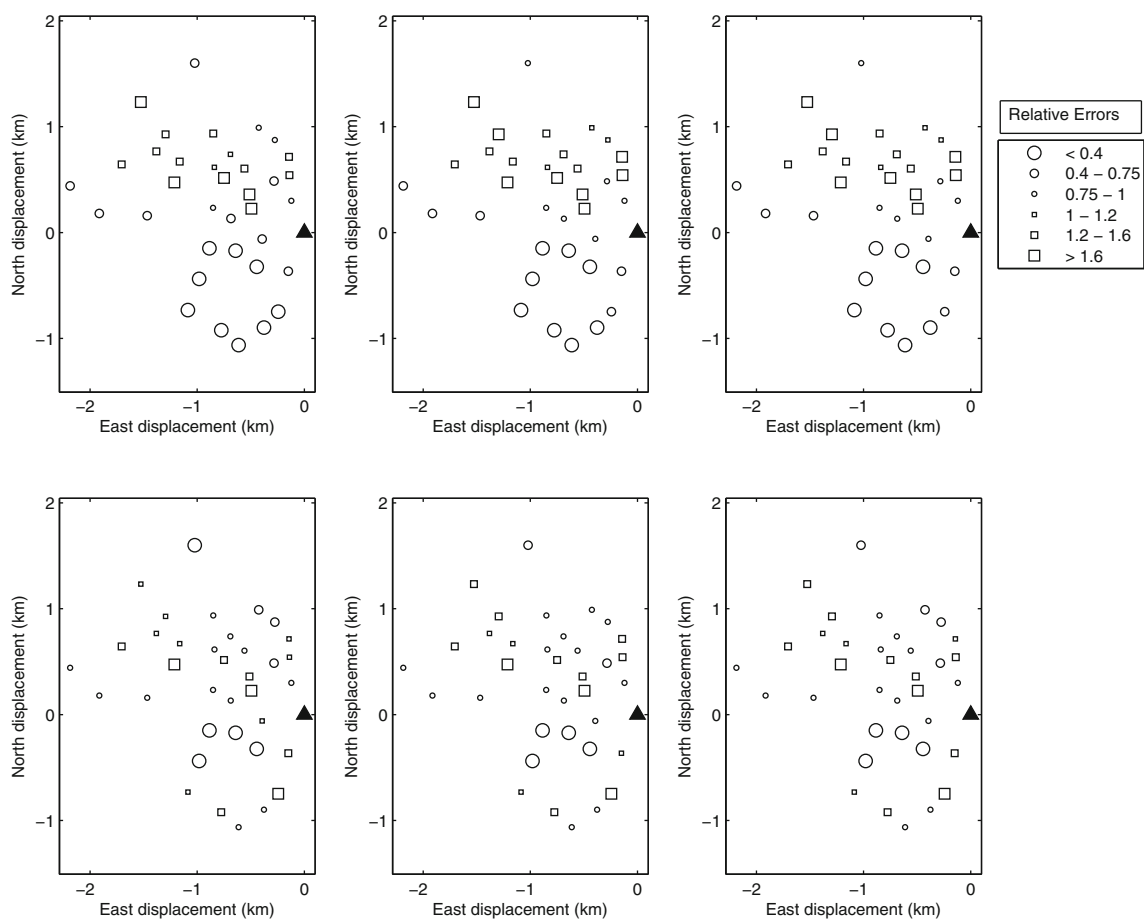 2
1
0
−1
−2
−1
0
North displacement (km)
East displacement (km)
2
1
0
−1
−2
−1
0
North displacement (km)
East displacement (km)
2
1
0
−1
−2
−1
0
North displacement (km)
East displacement (km)
Relative Errors
< 0.4
0.4 − 0.75
0.75 − 1
1 − 1.2
1.2 − 1.6
> 1.6
2
1
0
−1
−2
−1
0
North displacement (km)
East displacement (km)
2
1
0
−1
−2
−1
0
North displacement (km)
East displacement (km)
2
1
0
−1
−2
−1
0
North displacement (km)
East displacement (km)